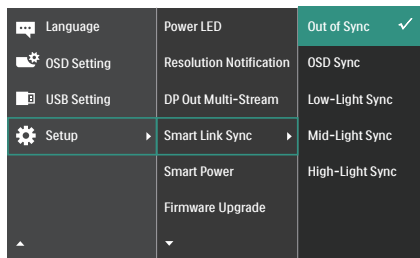 Language
OSD Setting
USB Setting
Setup
Power LED
Resolution Notification
DP Out Multi-Stream
Smart Link Sync
Smart Power
Firmware Upgrade
Out of Sync
OSD Sync
Low-Light Sync
Mid-Light Sync
High-Light Sync